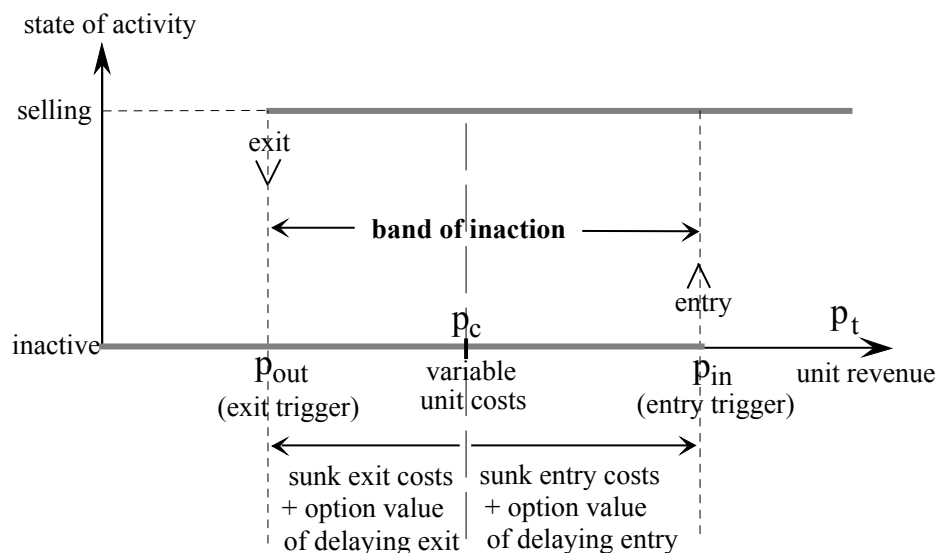 state of activity
selling
exit
band of inaction
entry
p_c
p_t
inactive
p_out
variable
p_in
unit revenue
(exit trigger)
unit costs
(entry trigger)
sunk exit costs
+ option value
of delaying exit
sunk entry costs
+ option value
of delaying entry